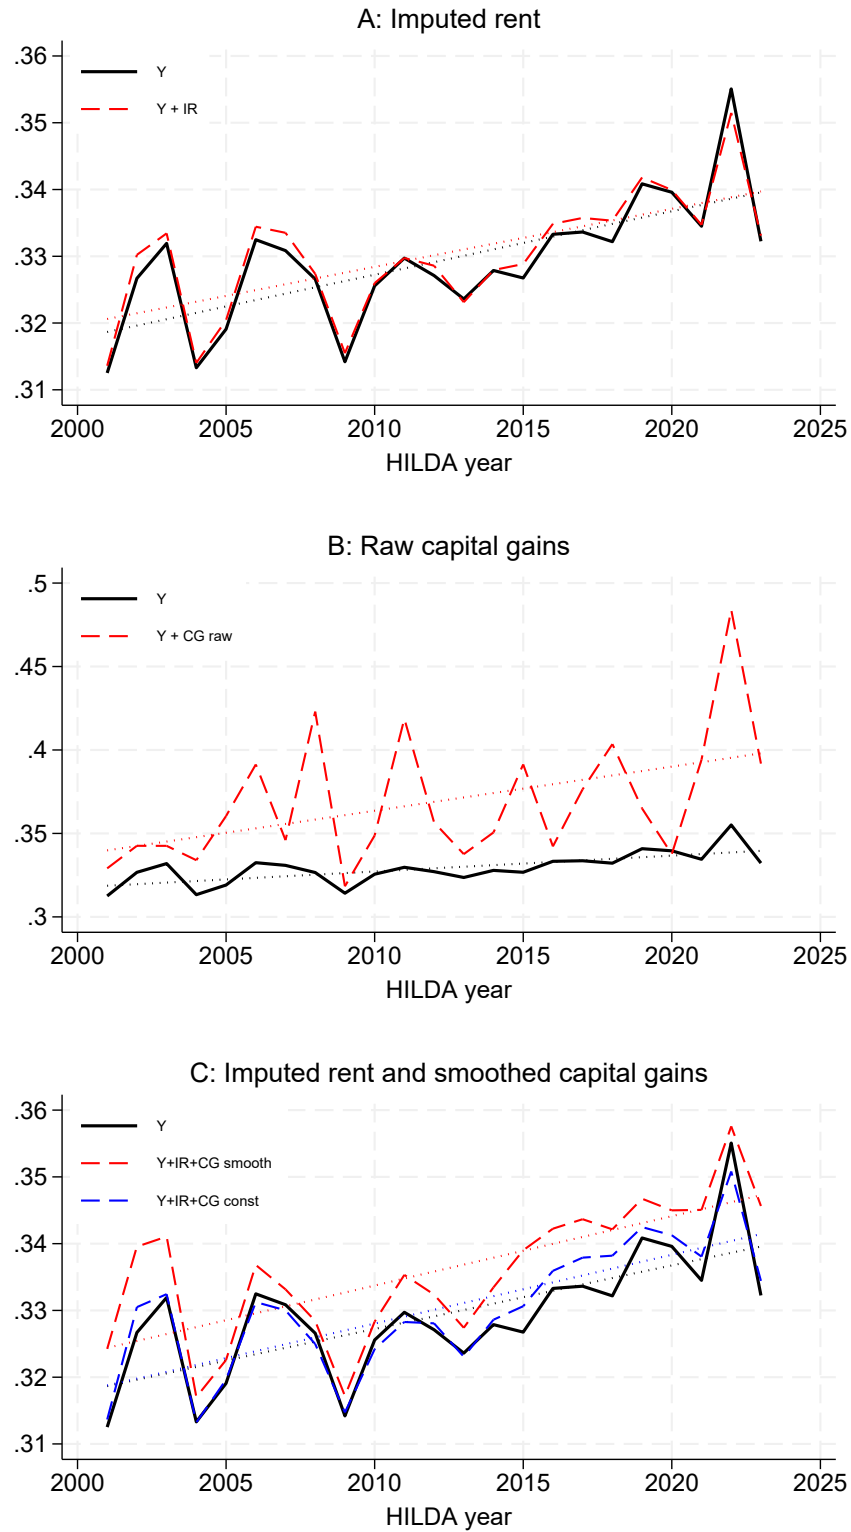 A: Imputed rent
.36
.35
.34
.33
.32
.31
Y
Y + IR
2000 2005 2010 2015 2020 2025
HILDA year
B: Raw capital gains
.5
.45
.4
.35
.3
Y
Y + CG raw
2000 2005 2010 2015 2020 2025
HILDA year
C: Imputed rent and smoothed capital gains
.36
.35
.34
.33
.32
.31
Y
Y+IR+CG smooth
Y+IR+CG const
2000 2005 2010 2015 2020 2025
HILDA year